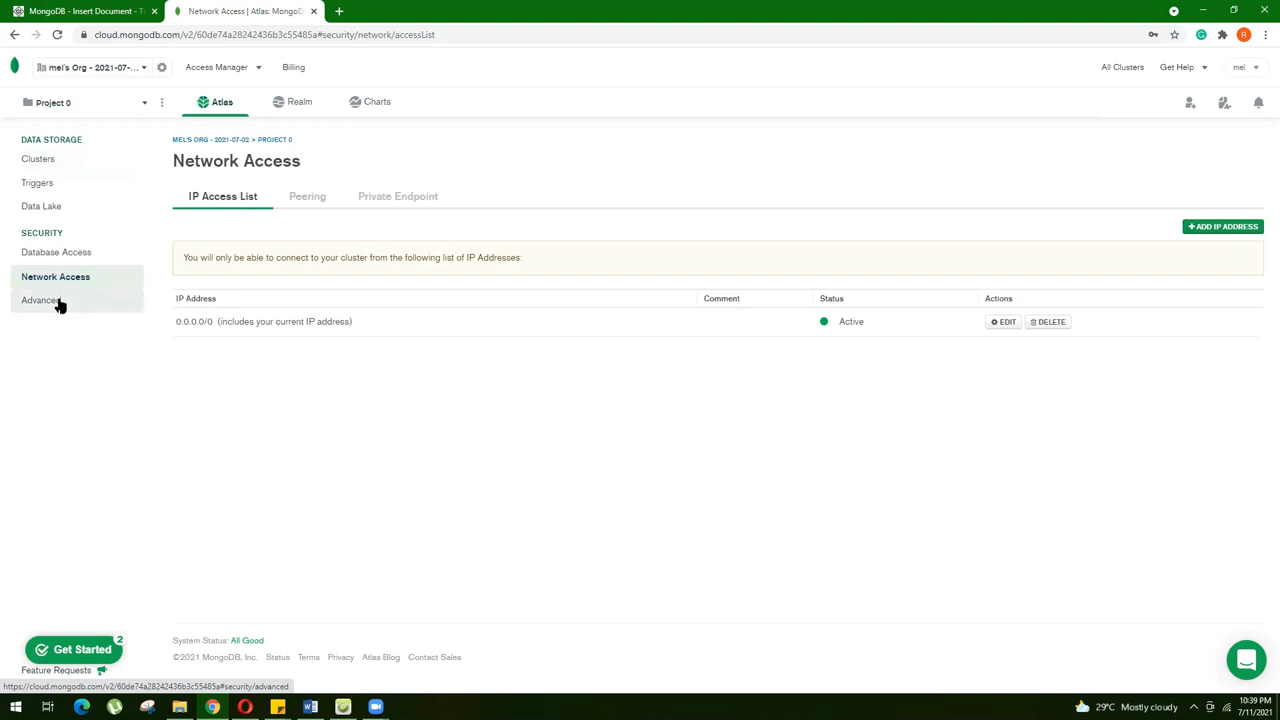 MongoDB - Insert Document - T
Network Access | Atlas: MongoD
cloud.mongodb.com/v2/60de74a28242436b3c55485a#security/network/accessList
R
mel's Org - 2021-07-...
Access Manager
Billing
All Clusters
Get Help
mel
Project 0
Atlas
Realm
Charts
DATA STORAGE
Clusters
Triggers
Data Lake
SECURITY
Database Access
Network Access
Advanced
MEL'S ORG - 2021-07-02 > PROJECT 0
Network Access
IP Access List
Peering
Private Endpoint
+ ADD IP ADDRESS
You will only be able to connect to your cluster from the following list of IP Addresses:
IP Address
Comment
Status
Actions
0.0.0.0/0 (includes your current IP address)
Active
EDIT
DELETE
System Status: All Good
©2021 MongoDB, Inc.
Status
Terms
Privacy
Atlas Blog
Contact Sales
Get Started
2
Feature Requests
https://cloud.mongodb.com/v2/60de74a28242436b3c55485a#security/advanced
29°C Mostly cloudy
10:39 PM
7/11/2021